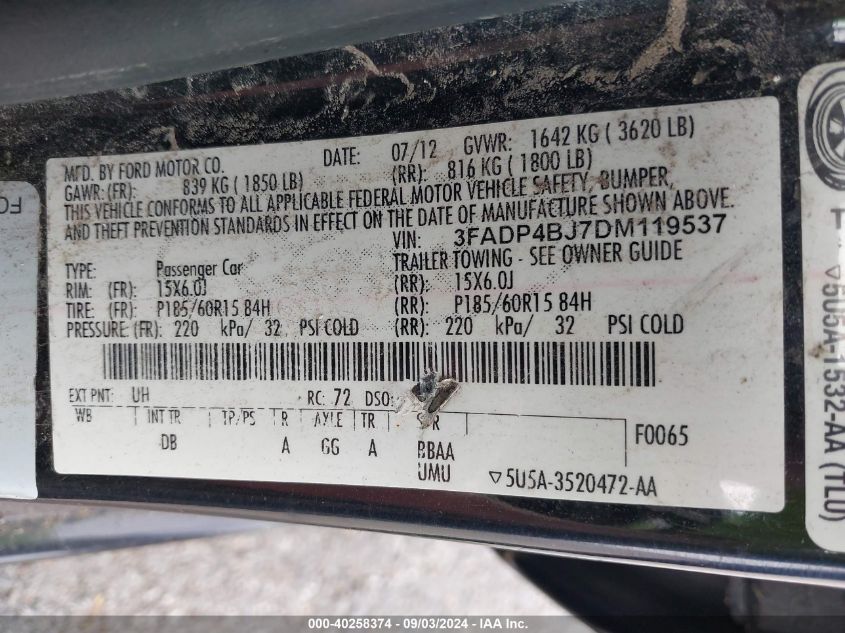 MFD. BY FORD MOTOR CO. DATE: 07/12 GVWR: 1642 KG ( 3620 LB)
GAWR: (FR): 839 KG ( 1850 LB) (RR): 816 KG ( 1800 LB)
THIS VEHICLE CONFORMS TO ALL APPLICABLE FEDERAL MOTOR VEHICLE SAFETY, BUMPER,
AND THEFT PREVENTION STANDARDS IN EFFECT ON THE DATE OF MANUFACTURE SHOWN ABOVE.
VIN: 3FADP4BJ7DM119537
TYPE: Passenger Car TRAILER TOWING - SEE OWNER GUIDE
RIM: (FR): 15X6.0J (RR): 15X6.0J
TIRE: (FR): P185/60R15 84H (RR): P185/60R15 84H
PRESSURE: (FR): 220 kPa/ 32 PSI COLD (RR): 220 kPa/ 32 PSI COLD
EXT PNT: UH RC: 72 DSO:
WB INT TR TP/PS R AXLE TR
DB A GG A BBAA F0065
UMU ▽5U5A-3520472-AA
▽5U5A-1532-AA (TL0)
000-40258374 - 09/03/2024 - IAA Inc.